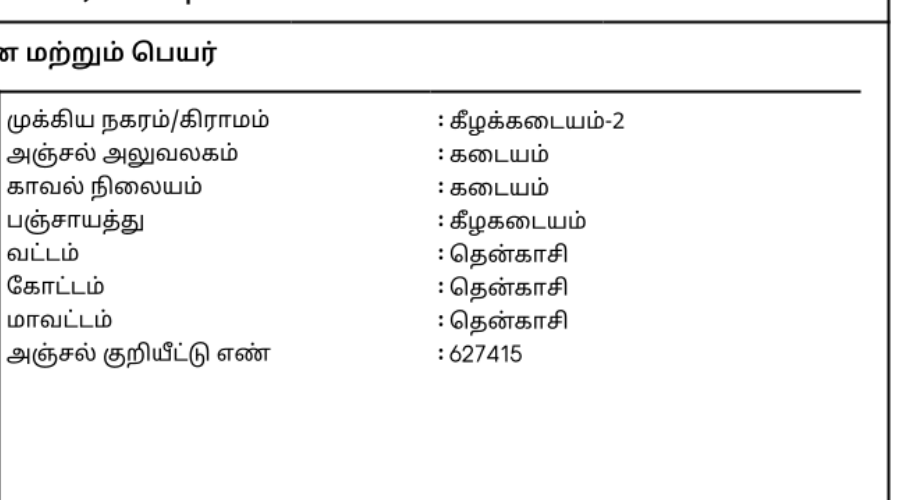 மற்றும் பெயர்
முக்கிய நகரம்/கிராமம் : கீழக்கடையம்-2
அஞ்சல் அலுவலகம் : கடையம்
காவல் நிலையம் : கடையம்
பஞ்சாயத்து : கீழகடையம்
வட்டம் : தென்காசி
கோட்டம் : தென்காசி
மாவட்டம் : தென்காசி
அஞ்சல் குறியீட்டு எண் : 627415